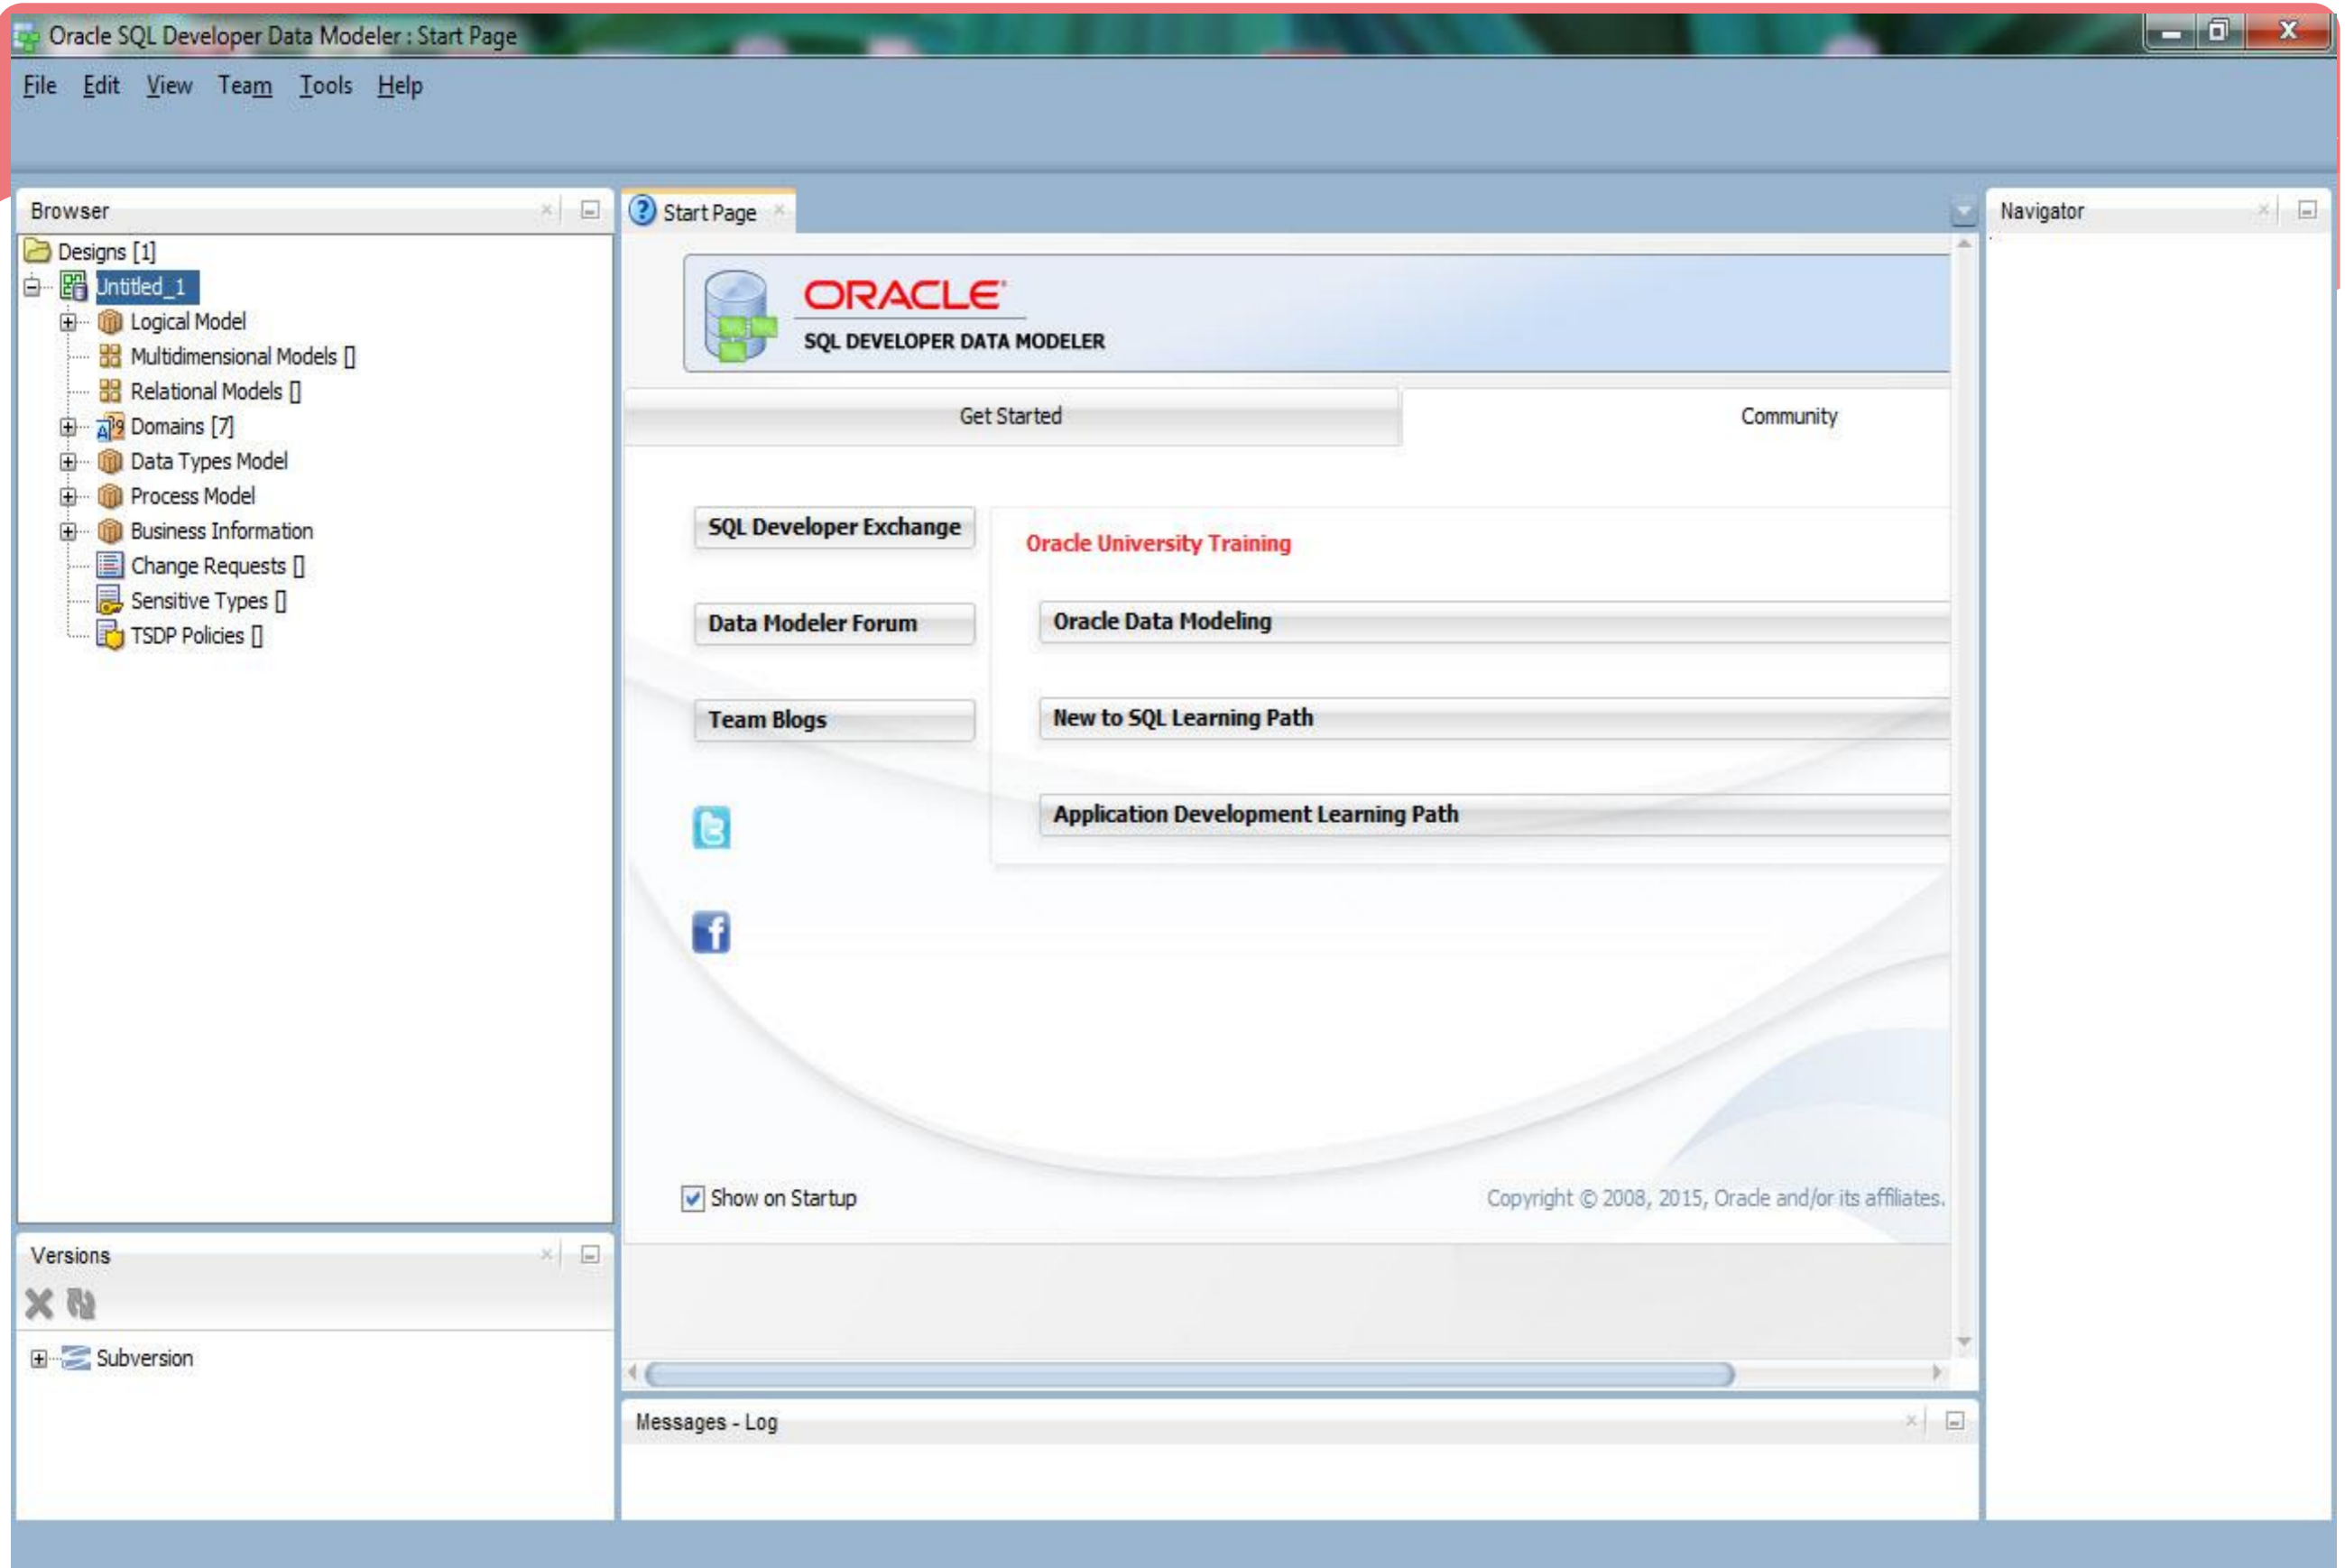 Oracle SQL Developer Data Modeler : Start Page
File Edit View Team Tools Help
Browser
Designs [1]
Untitled_1
Logical Model
Multidimensional Models []
Relational Models []
Domains [7]
Data Types Model
Process Model
Business Information
Change Requests []
Sensitive Types []
TSDP Policies []
Versions
Subversion
Start Page
ORACLE
SQL DEVELOPER DATA MODELER
Get Started
Community
SQL Developer Exchange
Data Modeler Forum
Team Blogs
Oracle University Training
Oracle Data Modeling
New to SQL Learning Path
Application Development Learning Path
Show on Startup
Copyright © 2008, 2015, Oracle and/or its affiliates.
Messages - Log
Navigator